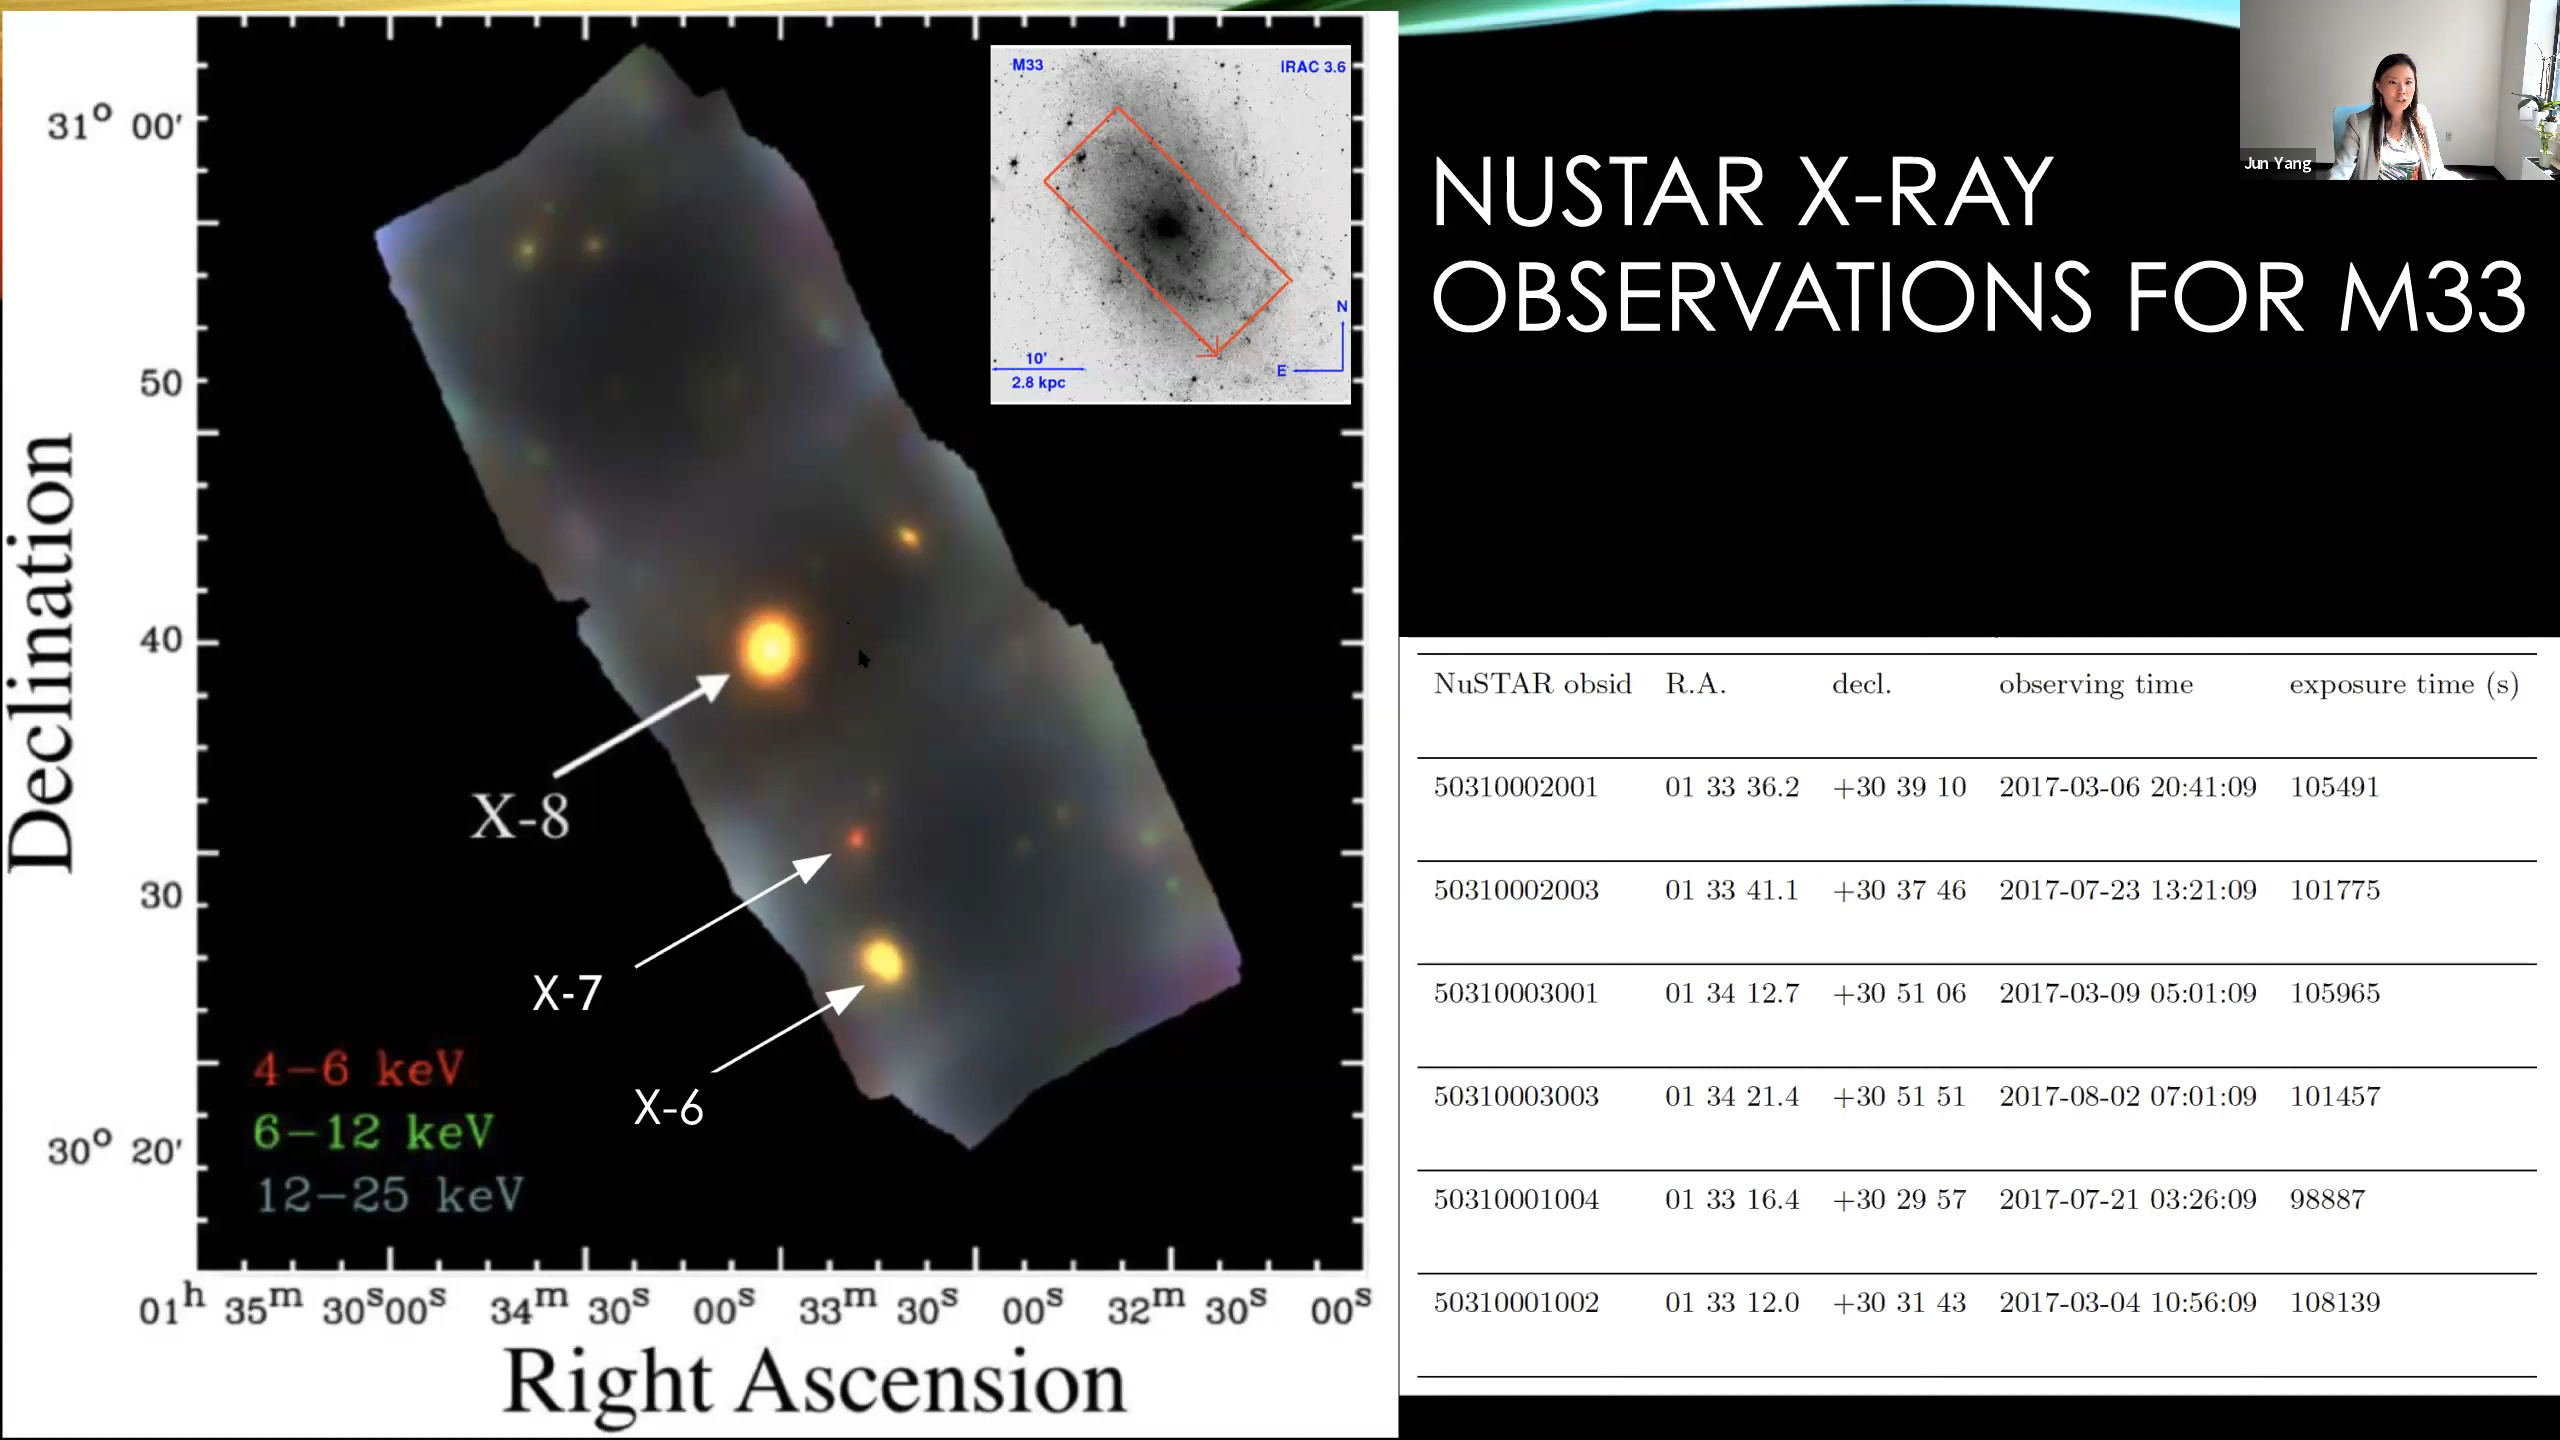 M33
IRAC 3.6
N
E
10'
2.8 kpc
31° 00'
50
40
30
30° 20'
Declination
X-8
X-7
X-6
4−6 keV
6−12 keV
12−25 keV
01h 35m 30s00s 34m 30s 00s 33m 30s 00s 32m 30s 00s
Right Ascension
NUSTAR X-RAY
OBSERVATIONS FOR M33
Jun Yang
NuSTAR obsid R.A. decl. observing time exposure time (s)
50310002001 01 33 36.2 +30 39 10 2017-03-06 20:41:09 105491
50310002003 01 33 41.1 +30 37 46 2017-07-23 13:21:09 101775
50310003001 01 34 12.7 +30 51 06 2017-03-09 05:01:09 105965
50310003003 01 34 21.4 +30 51 51 2017-08-02 07:01:09 101457
50310001004 01 33 16.4 +30 29 57 2017-07-21 03:26:09 98887
50310001002 01 33 12.0 +30 31 43 2017-03-04 10:56:09 108139